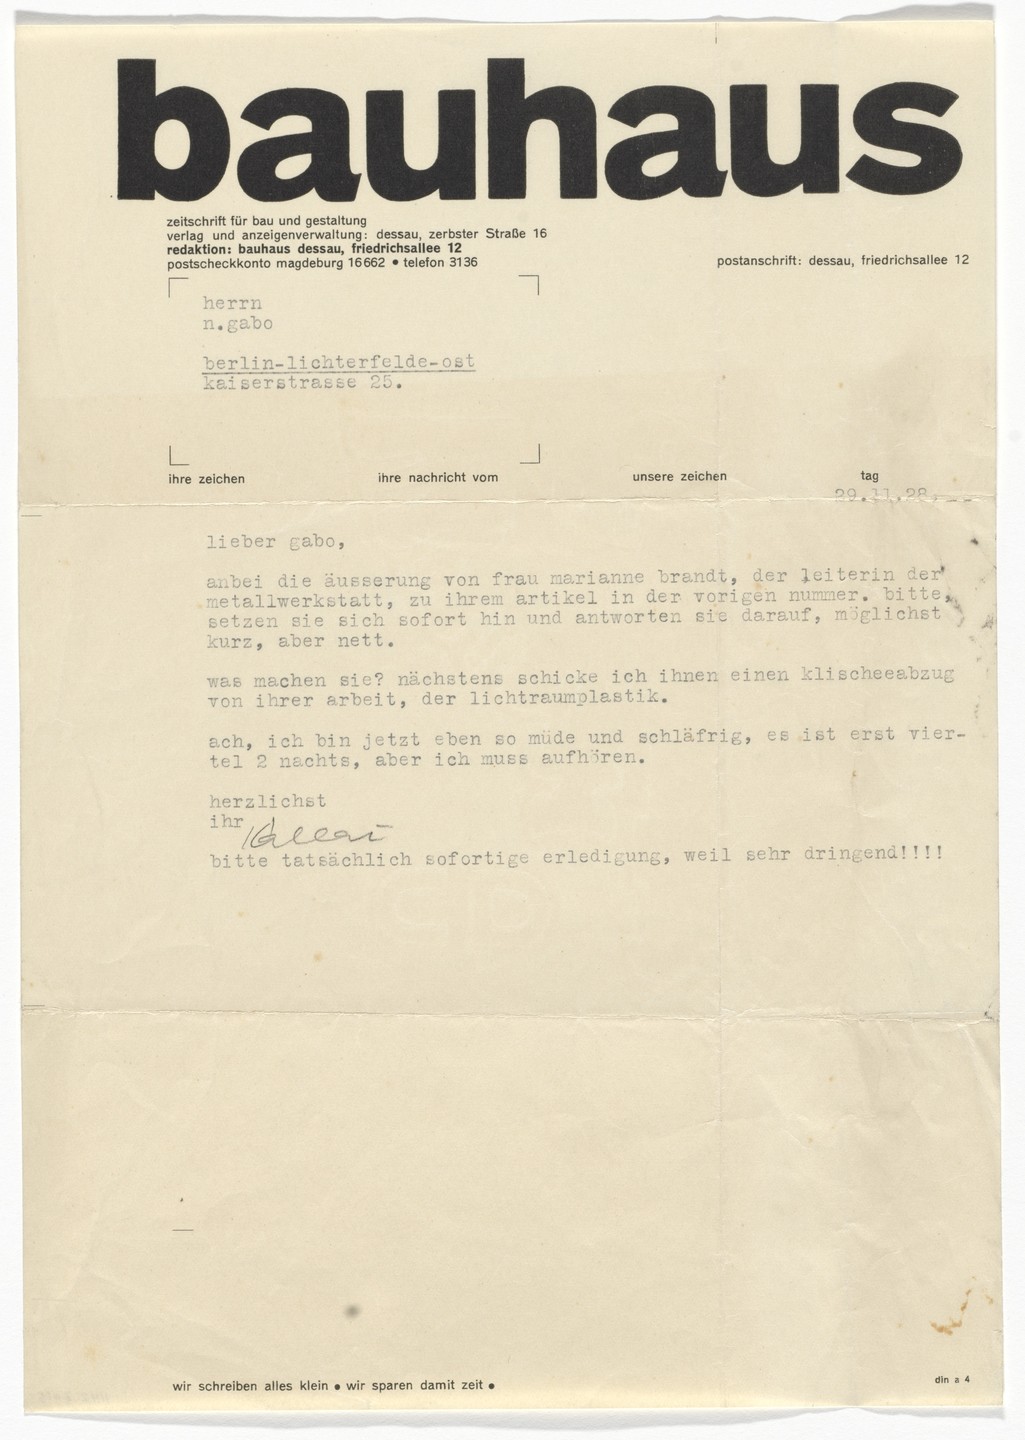 bauhaus
zeitschrift für bau und gestaltung
verlag und anzeigenverwaltung: dessau, zerbster Straße 16
redaktion: bauhaus dessau, friedrichsallee 12
postscheckkonto magdeburg 16662 • telefon 3136
postanschrift: dessau, friedrichsallee 12
herrn
n.gabo
berlin-lichterfelde-ost
kaiserstrasse 25.
ihre zeichen ihre nachricht vom unsere zeichen tag
29.11.28.
lieber gabo,
anbei die äusserung von frau marianne brandt, der leiterin der
metallwerkstatt, zu ihrem artikel in der vorigen nummer. bitte,
setzen sie sich sofort hin und antworten sie darauf, möglichst
kurz, aber nett.
was machen sie? nächstens schicke ich ihnen einen klischeeabzug
von ihrer arbeit, der lichtraumplastik.
ach, ich bin jetzt eben so müde und schläfrig, es ist erst vier-
tel 2 nachts, aber ich muss aufhören.
herzlichst
ihr
Kallai
bitte tatsächlich sofortige erledigung, weil sehr dringend!!!!
wir schreiben alles klein • wir sparen damit zeit •
din a 4